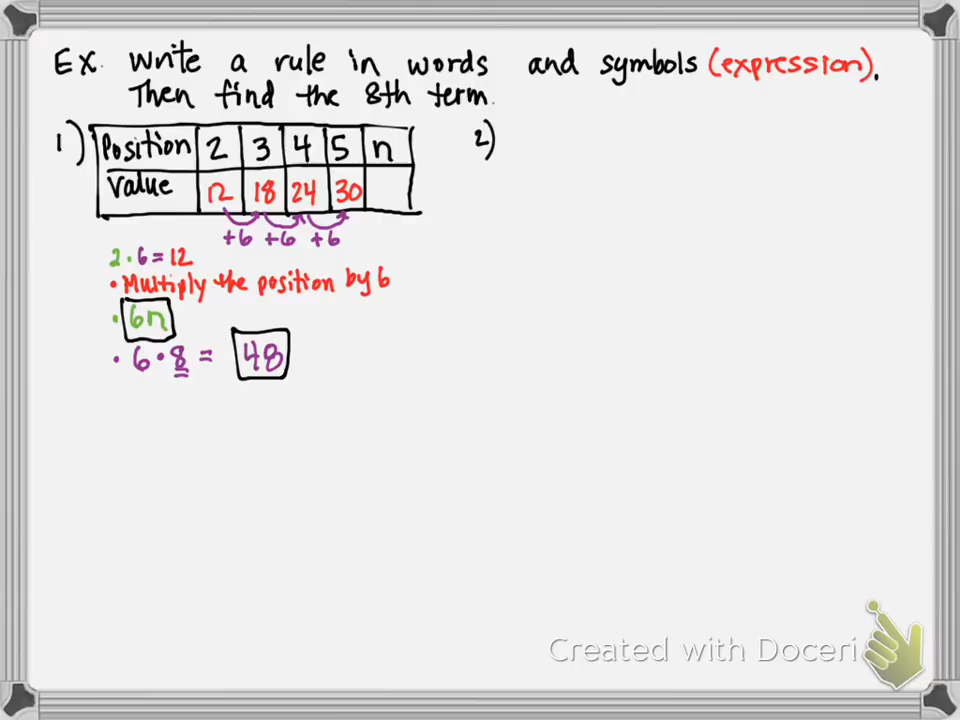 Ex. Write a rule in words and symbols (expression).
Then find the 8th term.
1) Position 2 3 4 5 n
Value 12 18 24 30
+6 +6 +6
2 · 6 = 12
• Multiply the position by 6
• 6n
• 6 • 8 = 48
2)
Created with Doceri